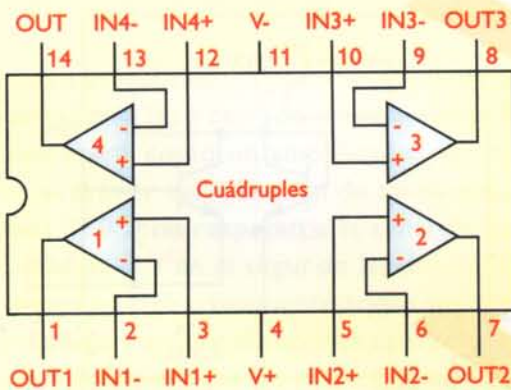 OUT IN4- IN4+ V- IN3+ IN3- OUT3
14 13 12 11 10 9 8
- -
4 3
+ +
Cuádruples
+ +
1 2
- -
1 2 3 4 5 6 7
OUT1 IN1- IN1+ V+ IN2+ IN2- OUT2